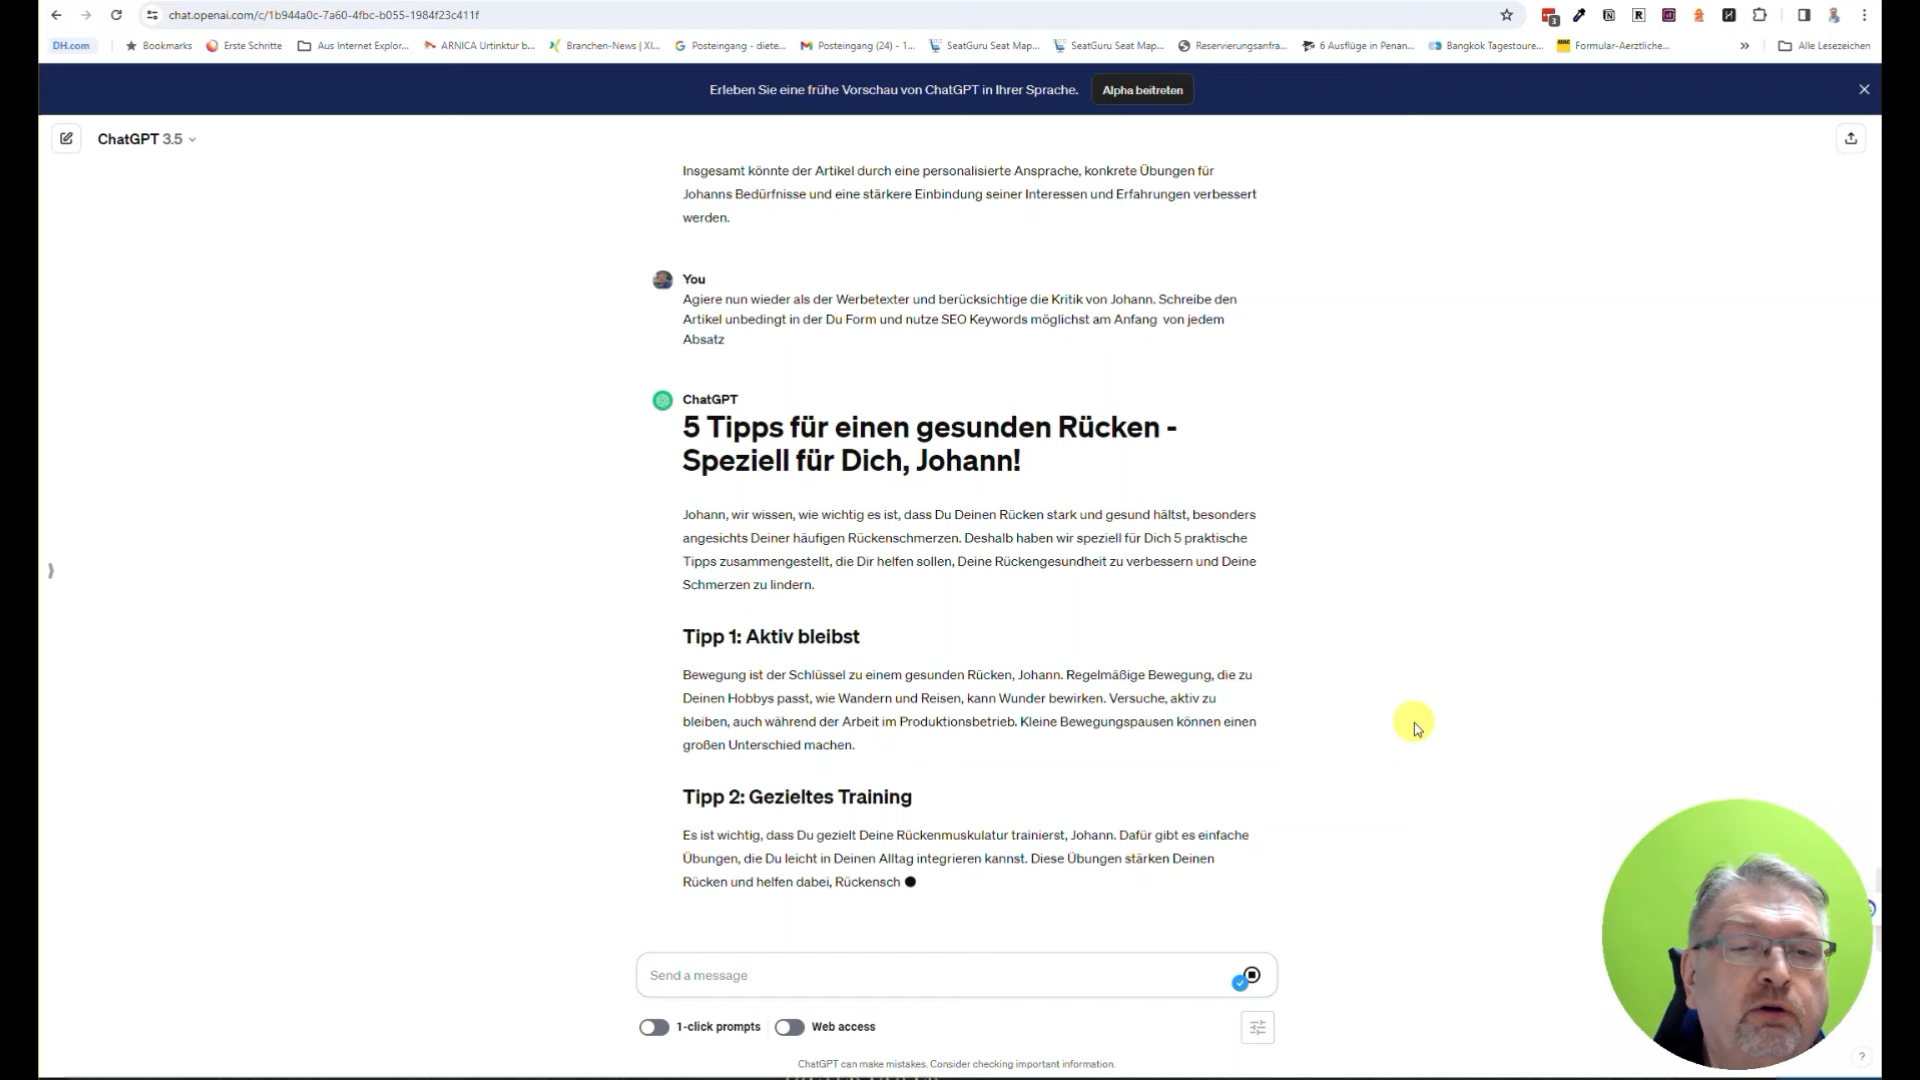 chat.openai.com/c/1b944a0c-7a60-4fbc-b055-1984f23c411f
DH.com Bookmarks Erste Schritte Aus Internet Explor... ARNICA Urtinktur b... Branchen-News | XI... Posteingang - diete... Posteingang (24) - 1... SeatGuru Seat Map... SeatGuru Seat Map... Reservierungsanfra... 6 Ausflüge in Penan... Bangkok Tagestoure... Formular-Aerztliche... » Alle Lesezeichen
Erleben Sie eine frühe Vorschau von ChatGPT in Ihrer Sprache. Alpha beitreten
ChatGPT 3.5
Insgesamt könnte der Artikel durch eine personalisierte Ansprache, konkrete Übungen für
Johanns Bedürfnisse und eine stärkere Einbindung seiner Interessen und Erfahrungen verbessert
werden.
You
Agiere nun wieder als der Werbetexter und berücksichtige die Kritik von Johann. Schreibe den
Artikel unbedingt in der Du Form und nutze SEO Keywords möglichst am Anfang von jedem
Absatz
ChatGPT
5 Tipps für einen gesunden Rücken -
Speziell für Dich, Johann!
Johann, wir wissen, wie wichtig es ist, dass Du Deinen Rücken stark und gesund hältst, besonders
angesichts Deiner häufigen Rückenschmerzen. Deshalb haben wir speziell für Dich 5 praktische
Tipps zusammengestellt, die Dir helfen sollen, Deine Rückengesundheit zu verbessern und Deine
Schmerzen zu lindern.
Tipp 1: Aktiv bleibst
Bewegung ist der Schlüssel zu einem gesunden Rücken, Johann. Regelmäßige Bewegung, die zu
Deinen Hobbys passt, wie Wandern und Reisen, kann Wunder bewirken. Versuche, aktiv zu
bleiben, auch während der Arbeit im Produktionsbetrieb. Kleine Bewegungspausen können einen
großen Unterschied machen.
Tipp 2: Gezieltes Training
Es ist wichtig, dass Du gezielt Deine Rückenmuskulatur trainierst, Johann. Dafür gibt es einfache
Übungen, die Du leicht in Deinen Alltag integrieren kannst. Diese Übungen stärken Deinen
Rücken und helfen dabei, Rückensch
Send a message
1-click prompts Web access
ChatGPT can make mistakes. Consider checking important information.
?